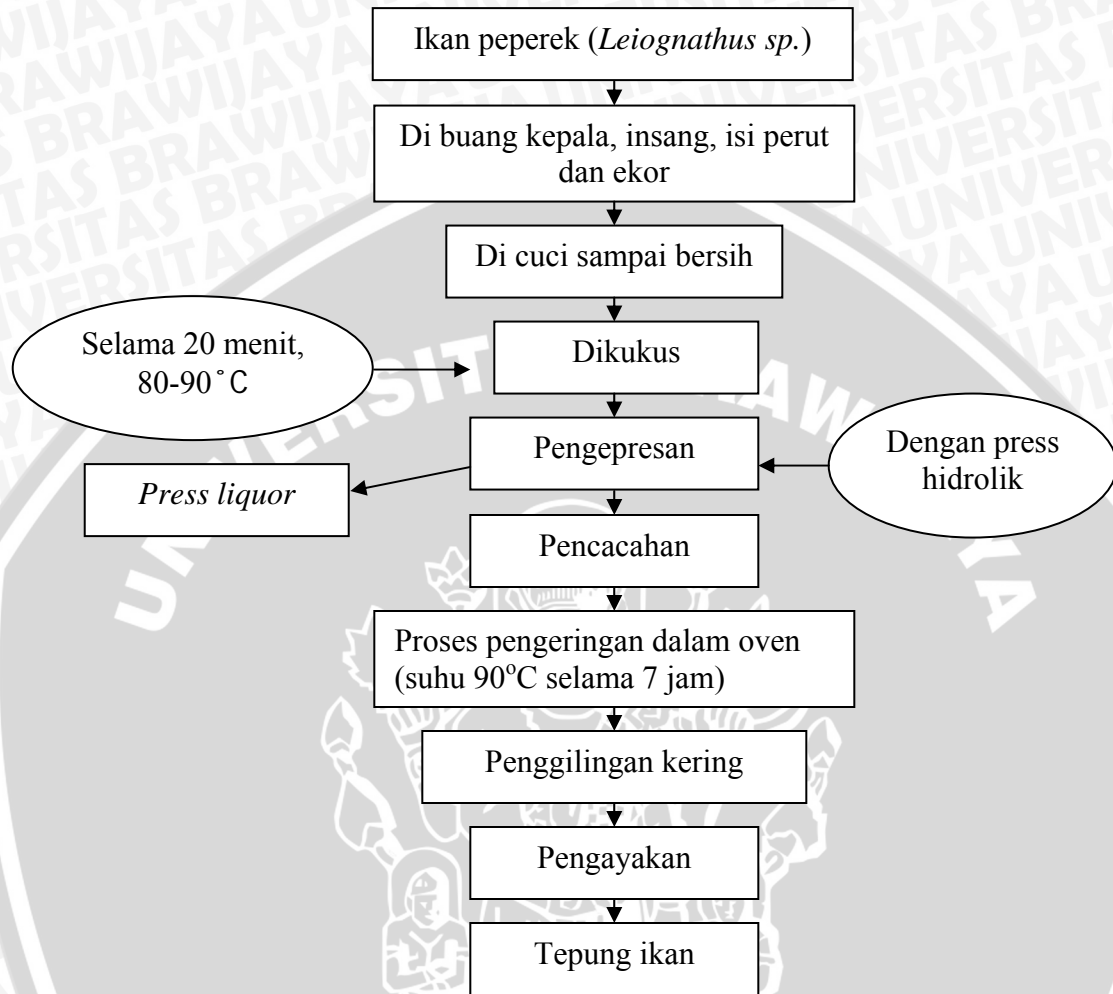 Ikan peperek (Leiognathus sp.)
Di buang kepala, insang, isi perut
dan ekor
Di cuci sampai bersih
Selama 20 menit,
80-90˚C
Dikukus
Pengepresan
Dengan press
hidrolik
Press liquor
Pencacahan
Proses pengeringan dalam oven
(suhu 90°C selama 7 jam)
Penggilingan kering
Pengayakan
Tepung ikan